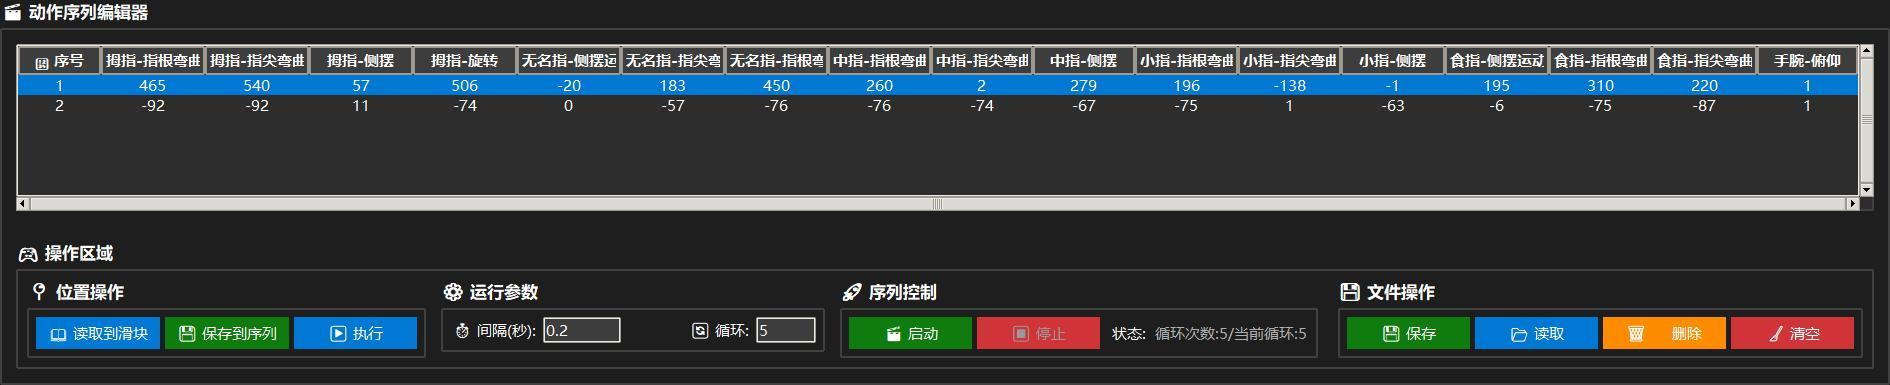 动作序列编辑器
序号 拇指-指根弯曲 拇指-指尖弯曲 拇指-侧摆 拇指-旋转 无名指-侧摆运 无名指-指尖弯 无名指-指根弯 中指-指根弯曲 中指-指尖弯曲 中指-侧摆 小指-指根弯曲 小指-指尖弯曲 小指-侧摆 食指-侧摆运动 食指-指根弯曲 食指-指尖弯曲 手腕-俯仰
1 465 540 57 506 -20 183 450 260 2 279 196 -138 -1 195 310 220 1
2 -92 -92 11 -74 0 -57 -76 -76 -74 -67 -75 1 -63 -6 -75 -87 1
操作区域
位置操作 运行参数 序列控制 文件操作
读取到滑块 保存到序列 执行 间隔(秒): 0.2 循环: 5 启动 停止 状态: 循环次数:5/当前循环:5 保存 读取 删除 清空